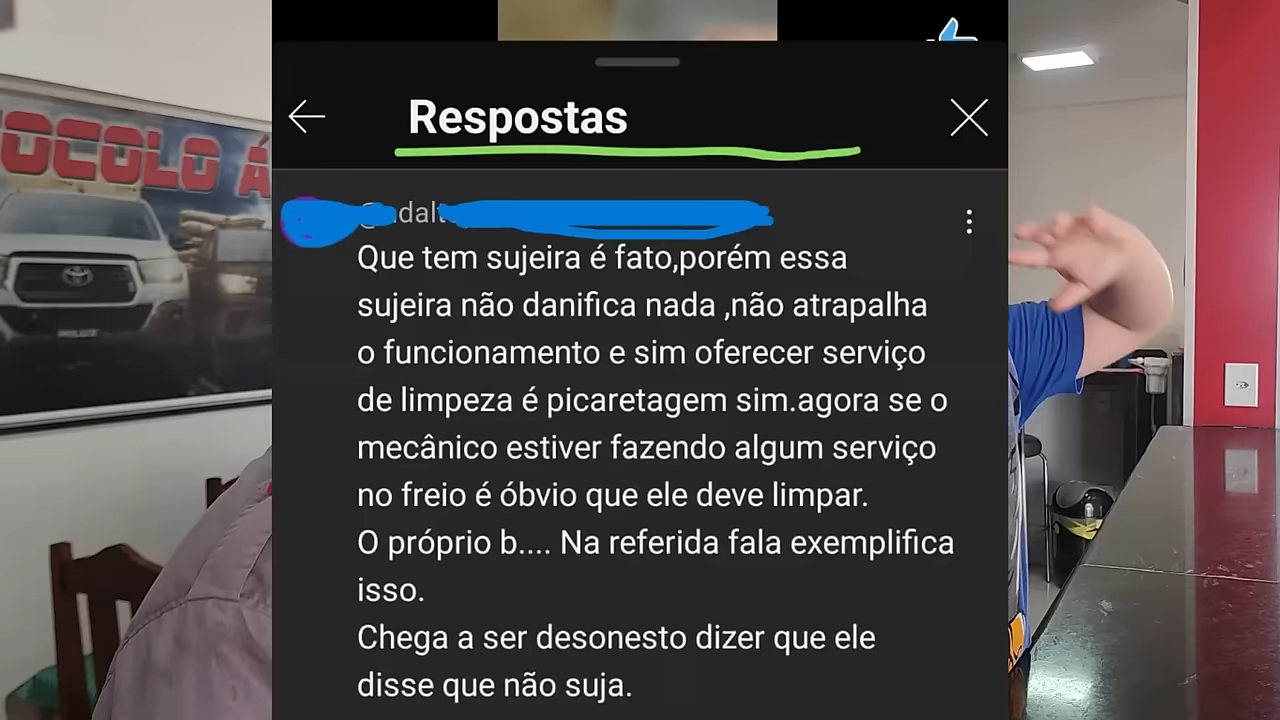 OCOLO Á
Respostas
Que tem sujeira é fato,porém essa
sujeira não danifica nada ,não atrapalha
o funcionamento e sim oferecer serviço
de limpeza é picaretagem sim.agora se o
mecânico estiver fazendo algum serviço
no freio é óbvio que ele deve limpar.
O próprio b.... Na referida fala exemplifica
isso.
Chega a ser desonesto dizer que ele
disse que não suja.